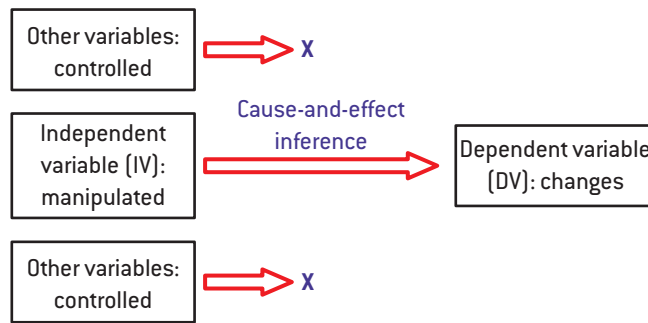 Other variables:
controlled
X
Cause-and-effect
inference
Independent
variable (IV):
manipulated
Dependent variable
(DV): changes
Other variables:
controlled
X